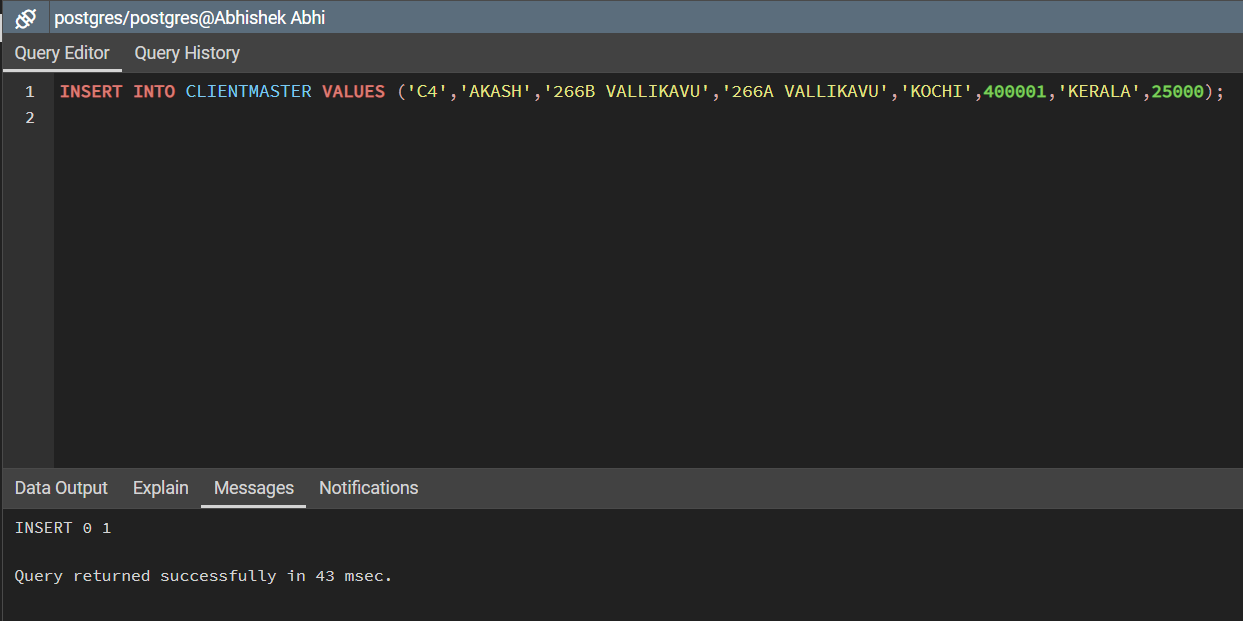 postgres/postgres@Abhishek Abhi
Query Editor Query History
1 INSERT INTO CLIENTMASTER VALUES ('C4','AKASH','266B VALLIKAVU','266A VALLIKAVU','KOCHI',400001,'KERALA',25000);
2
Data Output Explain Messages Notifications
INSERT 0 1
Query returned successfully in 43 msec.